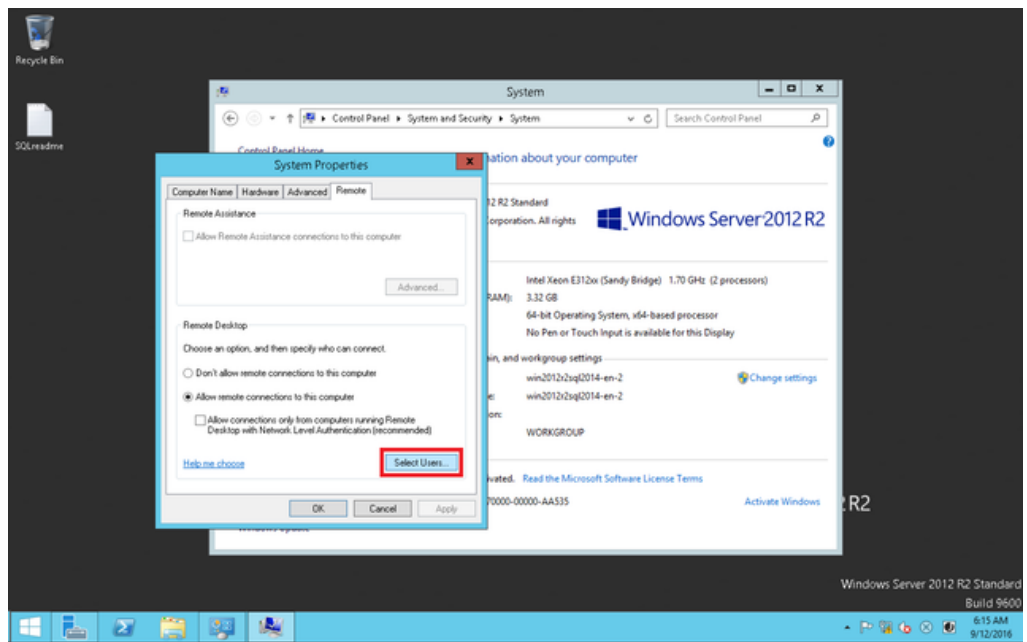 Recycle Bin
SQLreadme
System
Control Panel System and Security System
Search Control Panel
Control Panel Home
System Properties
ation about your computer
Computer Name Hardware Advanced Remote
Remote Assistance
Allow Remote Assistance connections to this computer
Advanced...
12 R2 Standard
Corporation. All rights
Windows Server 2012 R2
Intel Xeon E312xx (Sandy Bridge) 1.70 GHz (2 processors)
RAM): 3.32 GB
64-bit Operating System, x64-based processor
No Pen or Touch Input is available for this Display
Remote Desktop
Choose an option, and then specify who can connect.
Don't allow remote connections to this computer
Allow remote connections to this computer
Allow connections only from computers running Remote
Desktop with Network Level Authentication (recommended)
Help me choose
Select Users...
OK Cancel Apply
ain, and workgroup settings
win2012r2sql2014-en-2
Change settings
e: win2012r2sql2014-en-2
on:
WORKGROUP
ivated. Read the Microsoft Software License Terms
70000-00000-AA535
Activate Windows
R2
Windows Update
Windows Server 2012 R2 Standard
Build 9600
6:15 AM
9/12/2016